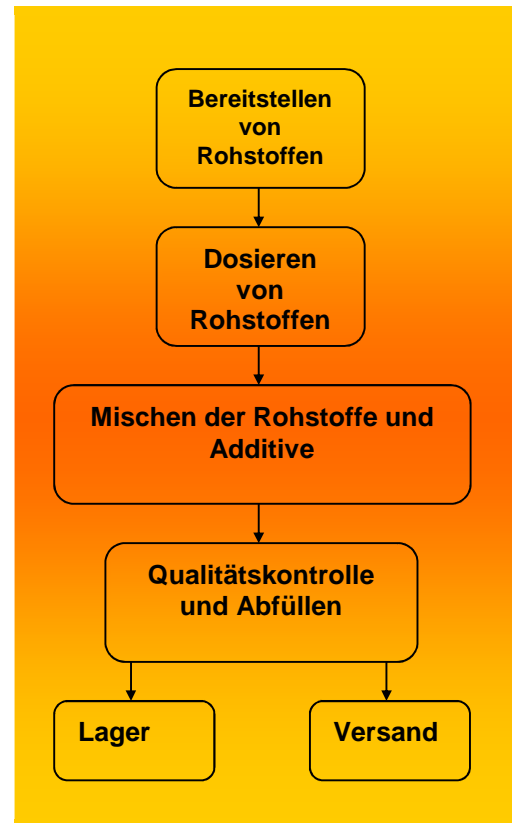 Bereitstellen
von
Rohstoffen
Dosieren
von
Rohstoffen
Mischen der Rohstoffe und
Additive
Qualitätskontrolle
und Abfüllen
Lager
Versand